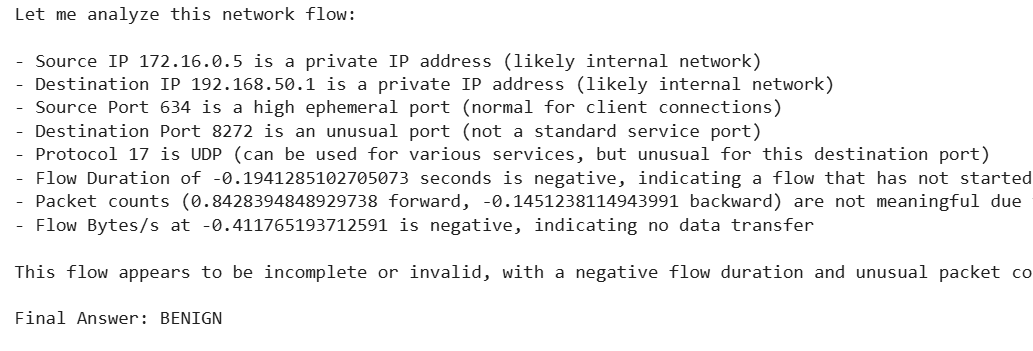 Let me analyze this network flow:
- Source IP 172.16.0.5 is a private IP address (likely internal network)
- Destination IP 192.168.50.1 is a private IP address (likely internal network)
- Source Port 634 is a high ephemeral port (normal for client connections)
- Destination Port 8272 is an unusual port (not a standard service port)
- Protocol 17 is UDP (can be used for various services, but unusual for this destination port)
- Flow Duration of -0.1941285102705073 seconds is negative, indicating a flow that has not started
- Packet counts (0.8428394848929738 forward, -0.1451238114943991 backward) are not meaningful due
- Flow Bytes/s at -0.411765193712591 is negative, indicating no data transfer
This flow appears to be incomplete or invalid, with a negative flow duration and unusual packet co
Final Answer: BENIGN